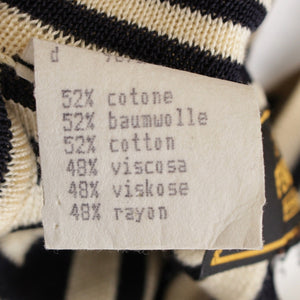 52% cotone
52% baumwolle
52% cotton
48% viscosa
48% viskose
48% rayon